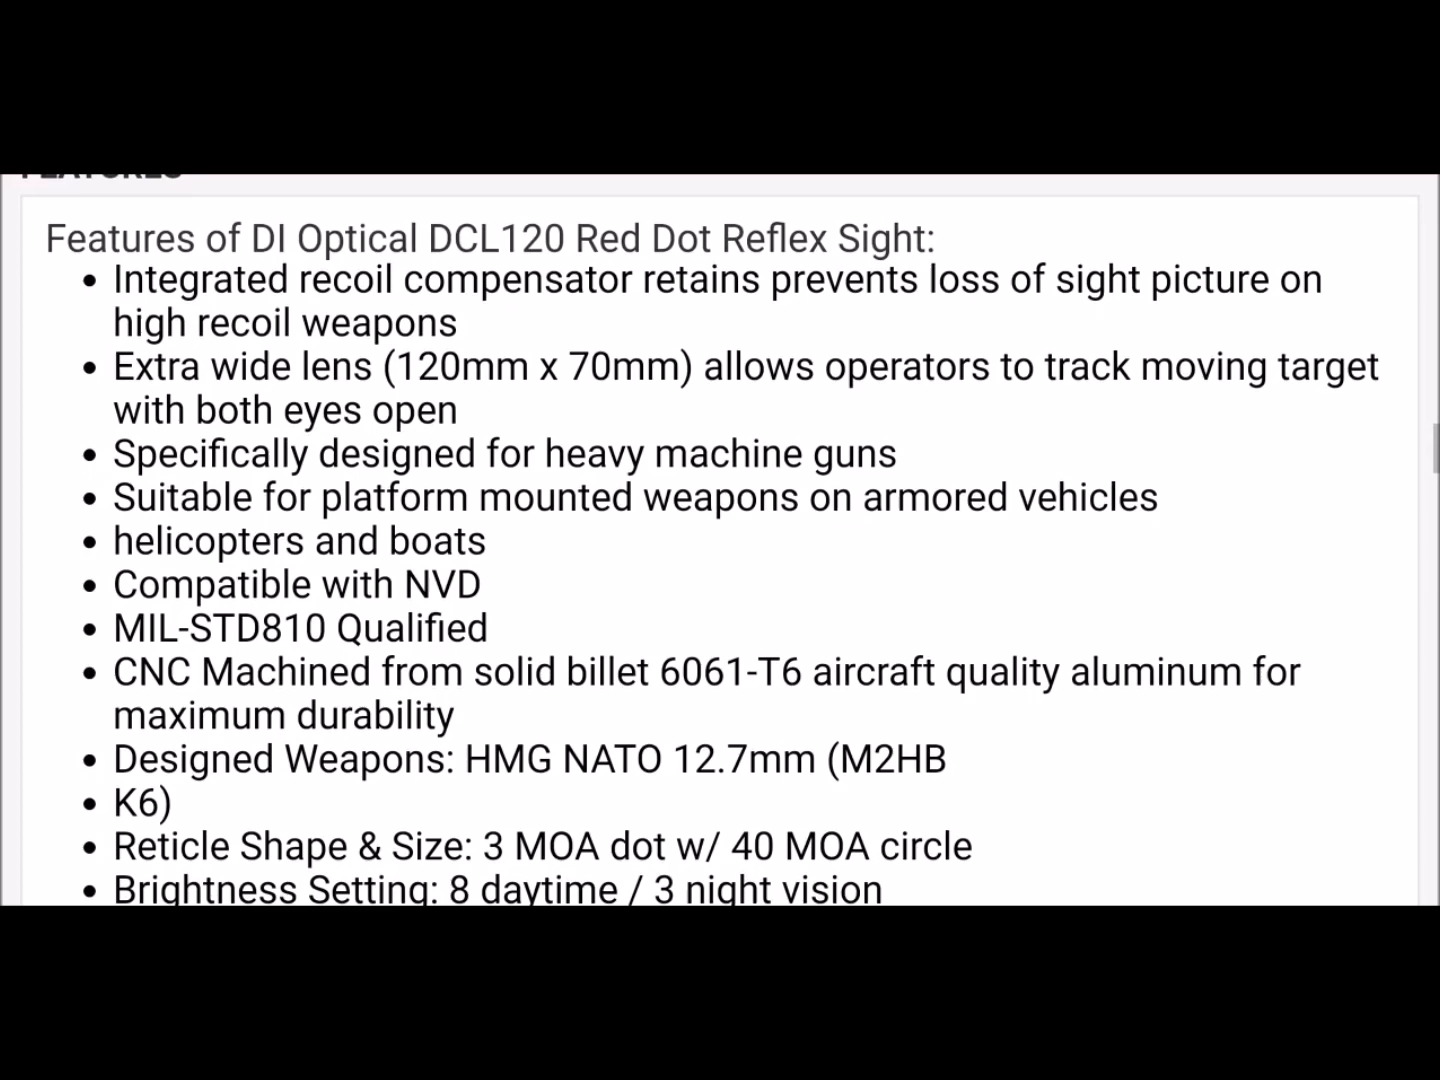 FEATURES
Features of DI Optical DCL120 Red Dot Reflex Sight:
• Integrated recoil compensator retains prevents loss of sight picture on
high recoil weapons
• Extra wide lens (120mm x 70mm) allows operators to track moving target
with both eyes open
• Specifically designed for heavy machine guns
• Suitable for platform mounted weapons on armored vehicles
• helicopters and boats
• Compatible with NVD
• MIL-STD810 Qualified
• CNC Machined from solid billet 6061-T6 aircraft quality aluminum for
maximum durability
• Designed Weapons: HMG NATO 12.7mm (M2HB
• K6)
• Reticle Shape & Size: 3 MOA dot w/ 40 MOA circle
• Brightness Setting: 8 daytime / 3 night vision